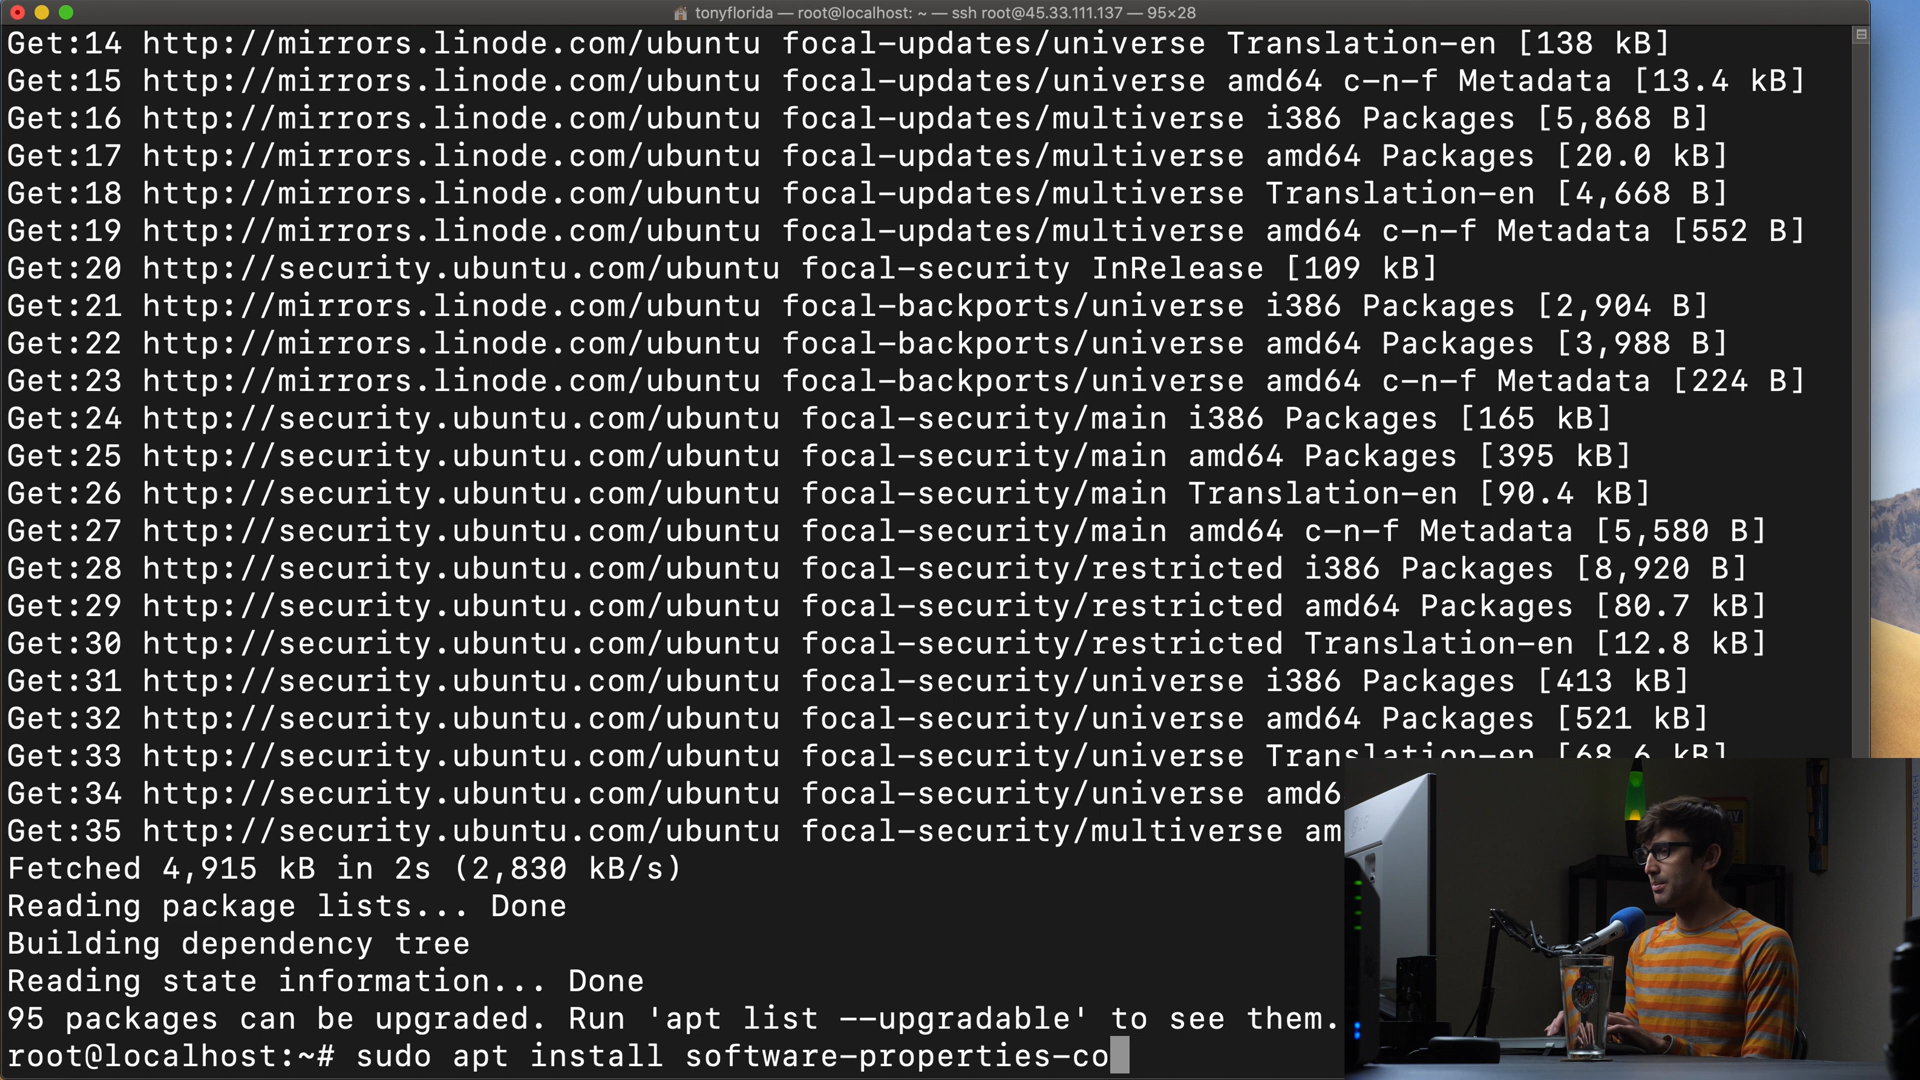 tonyflorida — root@localhost: ~ — ssh root@45.33.111.137 — 95×28
Get:14 http://mirrors.linode.com/ubuntu focal-updates/universe Translation-en [138 kB]
Get:15 http://mirrors.linode.com/ubuntu focal-updates/universe amd64 c-n-f Metadata [13.4 kB]
Get:16 http://mirrors.linode.com/ubuntu focal-updates/multiverse i386 Packages [5,868 B]
Get:17 http://mirrors.linode.com/ubuntu focal-updates/multiverse amd64 Packages [20.0 kB]
Get:18 http://mirrors.linode.com/ubuntu focal-updates/multiverse Translation-en [4,668 B]
Get:19 http://mirrors.linode.com/ubuntu focal-updates/multiverse amd64 c-n-f Metadata [552 B]
Get:20 http://security.ubuntu.com/ubuntu focal-security InRelease [109 kB]
Get:21 http://mirrors.linode.com/ubuntu focal-backports/universe i386 Packages [2,904 B]
Get:22 http://mirrors.linode.com/ubuntu focal-backports/universe amd64 Packages [3,988 B]
Get:23 http://mirrors.linode.com/ubuntu focal-backports/universe amd64 c-n-f Metadata [224 B]
Get:24 http://security.ubuntu.com/ubuntu focal-security/main i386 Packages [165 kB]
Get:25 http://security.ubuntu.com/ubuntu focal-security/main amd64 Packages [395 kB]
Get:26 http://security.ubuntu.com/ubuntu focal-security/main Translation-en [90.4 kB]
Get:27 http://security.ubuntu.com/ubuntu focal-security/main amd64 c-n-f Metadata [5,580 B]
Get:28 http://security.ubuntu.com/ubuntu focal-security/restricted i386 Packages [8,920 B]
Get:29 http://security.ubuntu.com/ubuntu focal-security/restricted amd64 Packages [80.7 kB]
Get:30 http://security.ubuntu.com/ubuntu focal-security/restricted Translation-en [12.8 kB]
Get:31 http://security.ubuntu.com/ubuntu focal-security/universe i386 Packages [413 kB]
Get:32 http://security.ubuntu.com/ubuntu focal-security/universe amd64 Packages [521 kB]
Get:33 http://security.ubuntu.com/ubuntu focal-security/universe Translation-en [68.6 kB]
Get:34 http://security.ubuntu.com/ubuntu focal-security/universe amd6
Get:35 http://security.ubuntu.com/ubuntu focal-security/multiverse am
Fetched 4,915 kB in 2s (2,830 kB/s)
Reading package lists... Done
Building dependency tree
Reading state information... Done
95 packages can be upgraded. Run 'apt list --upgradable' to see them.
root@localhost:~# sudo apt install software-properties-co